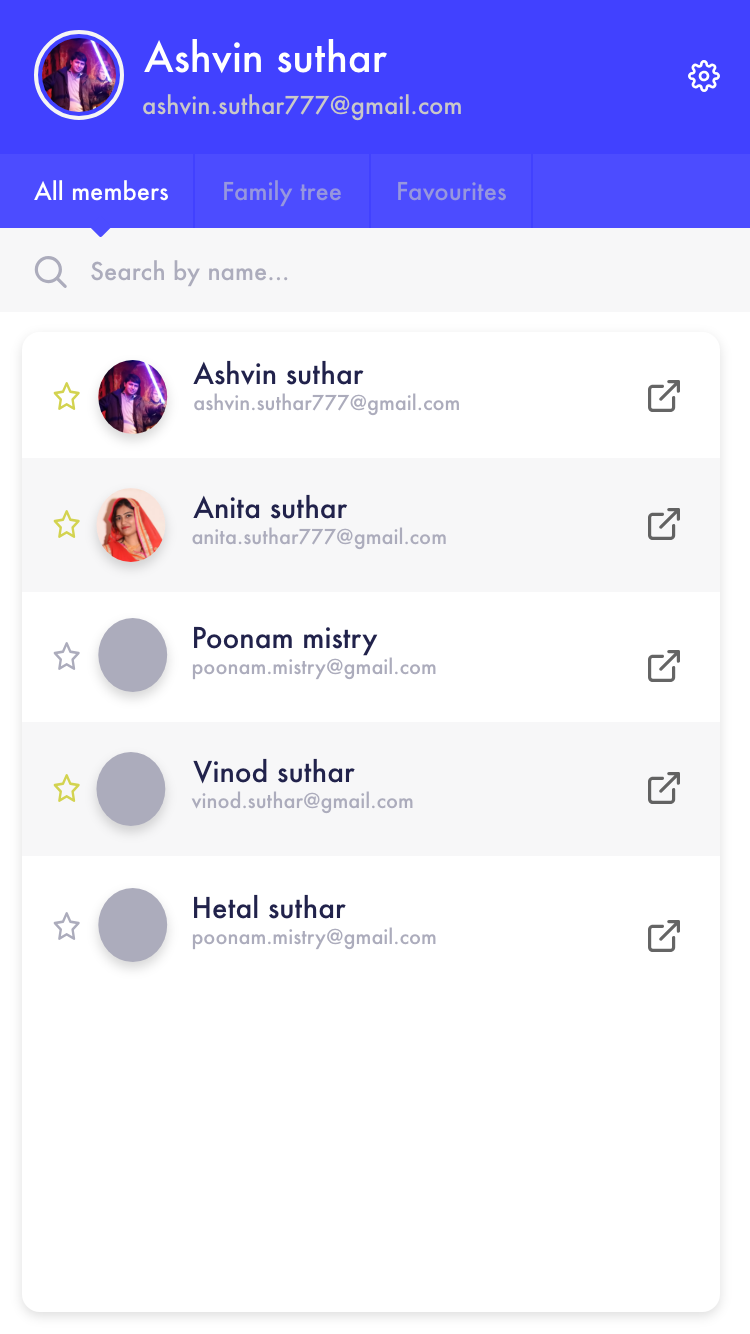 Ashvin suthar
ashvin.suthar777@gmail.com
All members
Family tree
Favourites
Search by name...
Ashvin suthar
ashvin.suthar777@gmail.com
Anita suthar
anita.suthar777@gmail.com
Poonam mistry
poonam.mistry@gmail.com
Vinod suthar
vinod.suthar@gmail.com
Hetal suthar
poonam.mistry@gmail.com